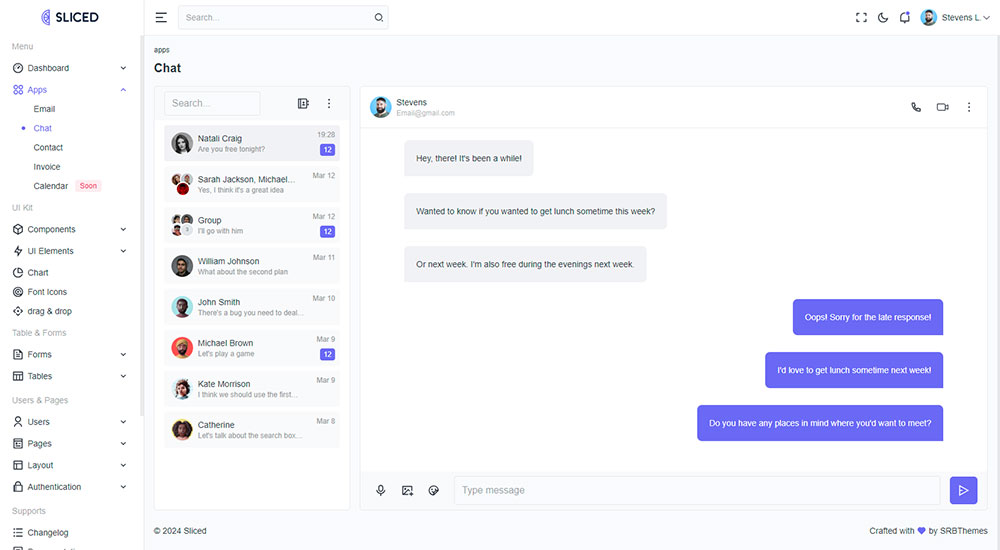 SLICED
Search...
Stevens L.
Menu
Dashboard
Apps
Email
Chat
Contact
Invoice
Calendar Soon
UI Kit
Components
UI Elements
Chart
Font Icons
drag & drop
Table & Forms
Forms
Tables
Users & Pages
Users
Pages
Layout
Authentication
Supports
Changelog
apps
Chat
Search...
Natali Craig 19:28
Are you free tonight? 12
Sarah Jackson, Michael... Mar 12
Yes, I think it's a great idea
Group Mar 12
I'll go with him 12
William Johnson Mar 11
What about the second plan
John Smith Mar 10
There's a bug you need to deal...
Michael Brown Mar 9
Let's play a game 12
Kate Morrison Mar 9
I think we should use the first...
Catherine Mar 8
Let's talk about the search box...
Stevens
Email@gmail.com
Hey, there! It's been a while!
Wanted to know if you wanted to get lunch sometime this week?
Or next week. I'm also free during the evenings next week.
Oops! Sorry for the late response!
I'd love to get lunch sometime next week!
Do you have any places in mind where you'd want to meet?
Type message
© 2024 Sliced
Crafted with by SRBThemes